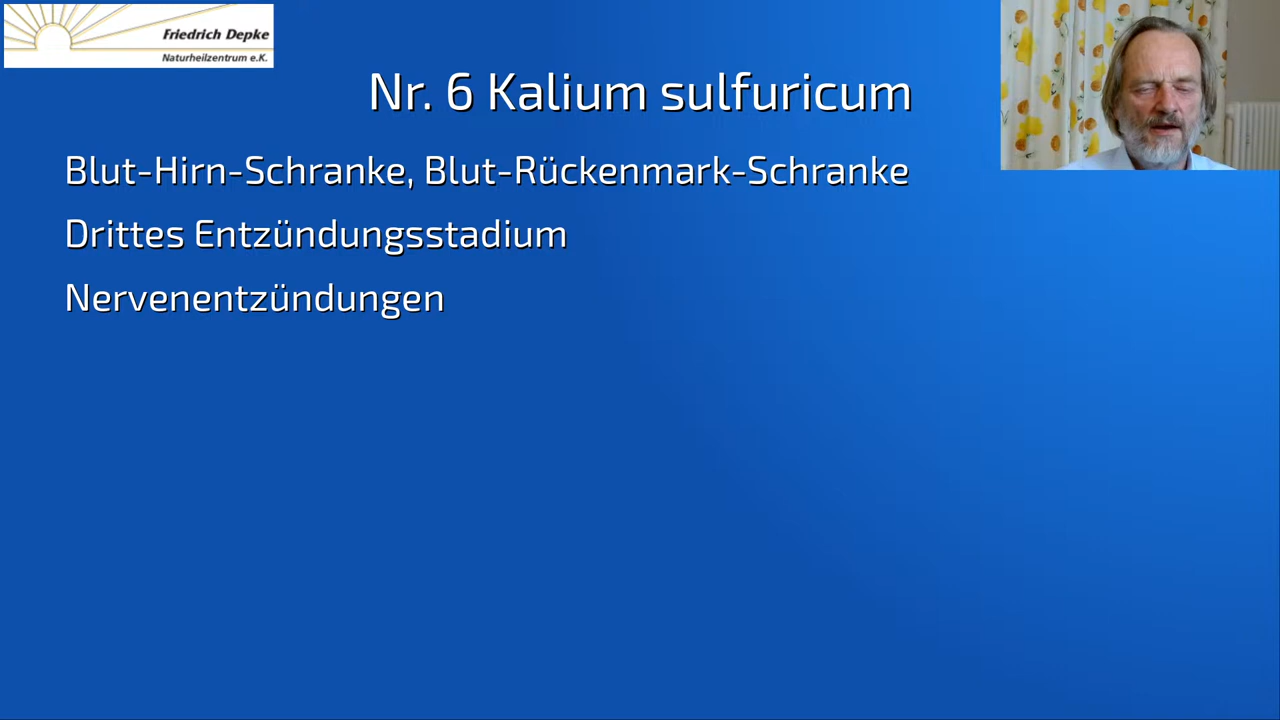 Friedrich Depke
Naturheilzentrum e.K.
Nr. 6 Kalium sulfuricum
Blut-Hirn-Schranke, Blut-Rückenmark-Schranke
Drittes Entzündungsstadium
Nervenentzündungen